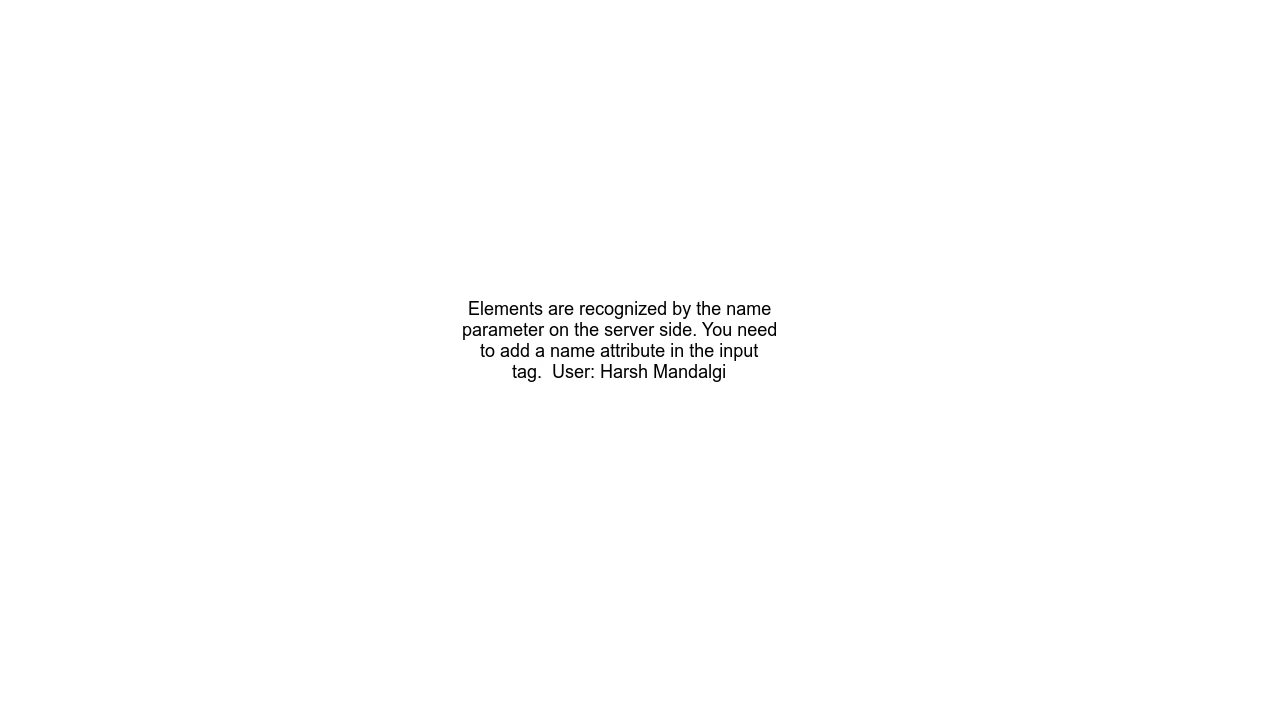 Elements are recognized by the name
parameter on the server side. You need
to add a name attribute in the input
tag.  User: Harsh Mandalgi